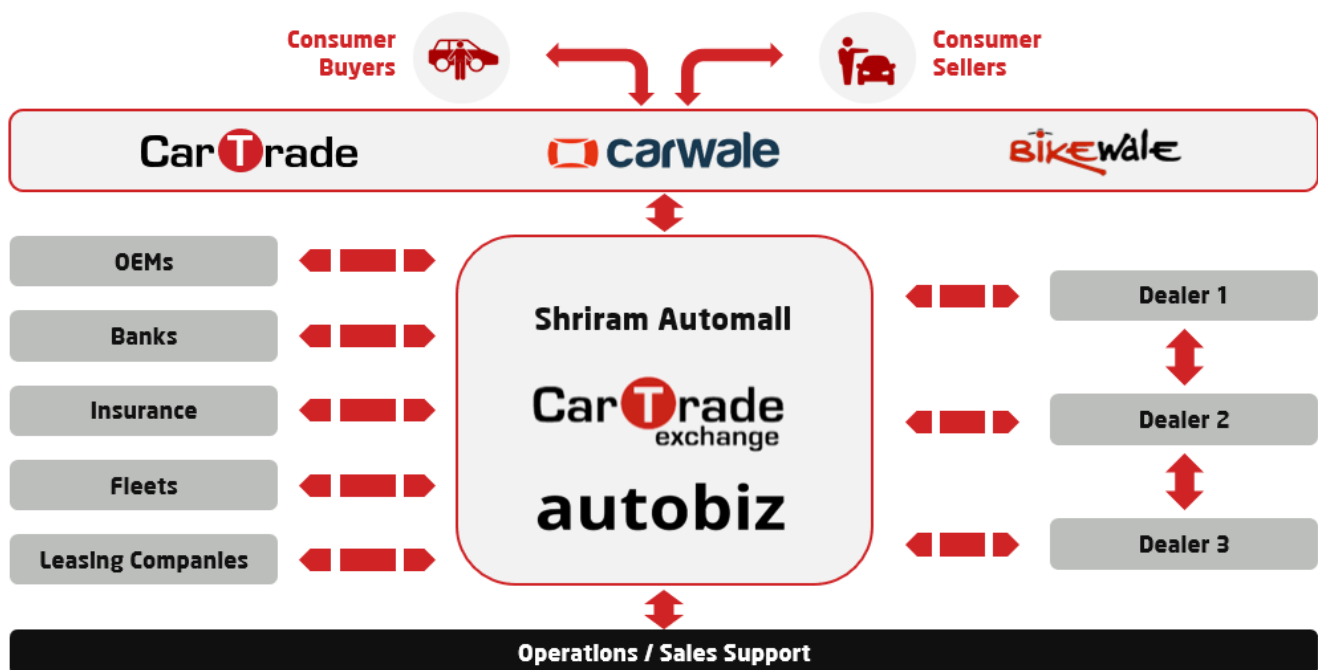 Consumer
Buyers
Consumer
Sellers
CarTrade
carwale
BikeWale
OEMs
Banks
Insurance
Fleets
Leasing Companies
Shriram Automall
CarTrade
exchange
autobiz
Dealer 1
Dealer 2
Dealer 3
Operations / Sales Support